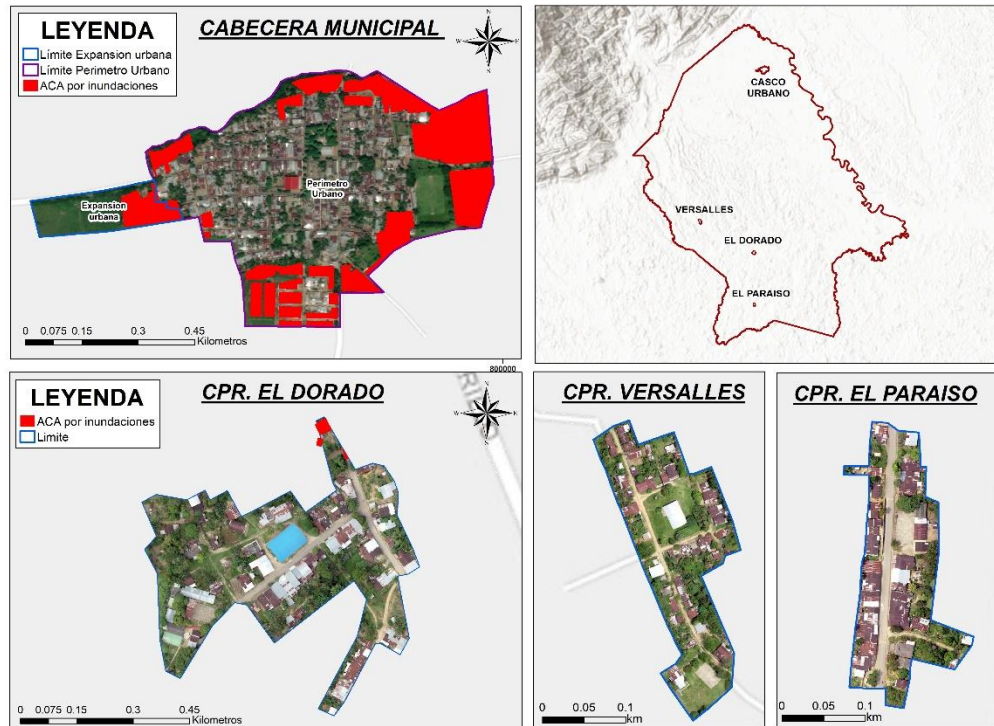 CABECERA MUNICIPAL
LEYENDA
Límite Expansion urbana
Límite Perimetro Urbano
ACA por inundaciones
N
W
E
S
Perimetro
Urbano
Expansion
urbana
0 0.075 0.15 0.3 0.45
Kilometros
CASCO
URBANO
VERSALLES
EL DORADO
EL PARAISO
800000
LEYENDA
ACA por inundaciones
Limite
CPR. EL DORADO
N
W
E
S
0 0.075 0.15 0.3 0.45
Kilometros
CPR. VERSALLES
0 0.05 0.1
km
CPR. EL PARAISO
0 0.05 0.1
km